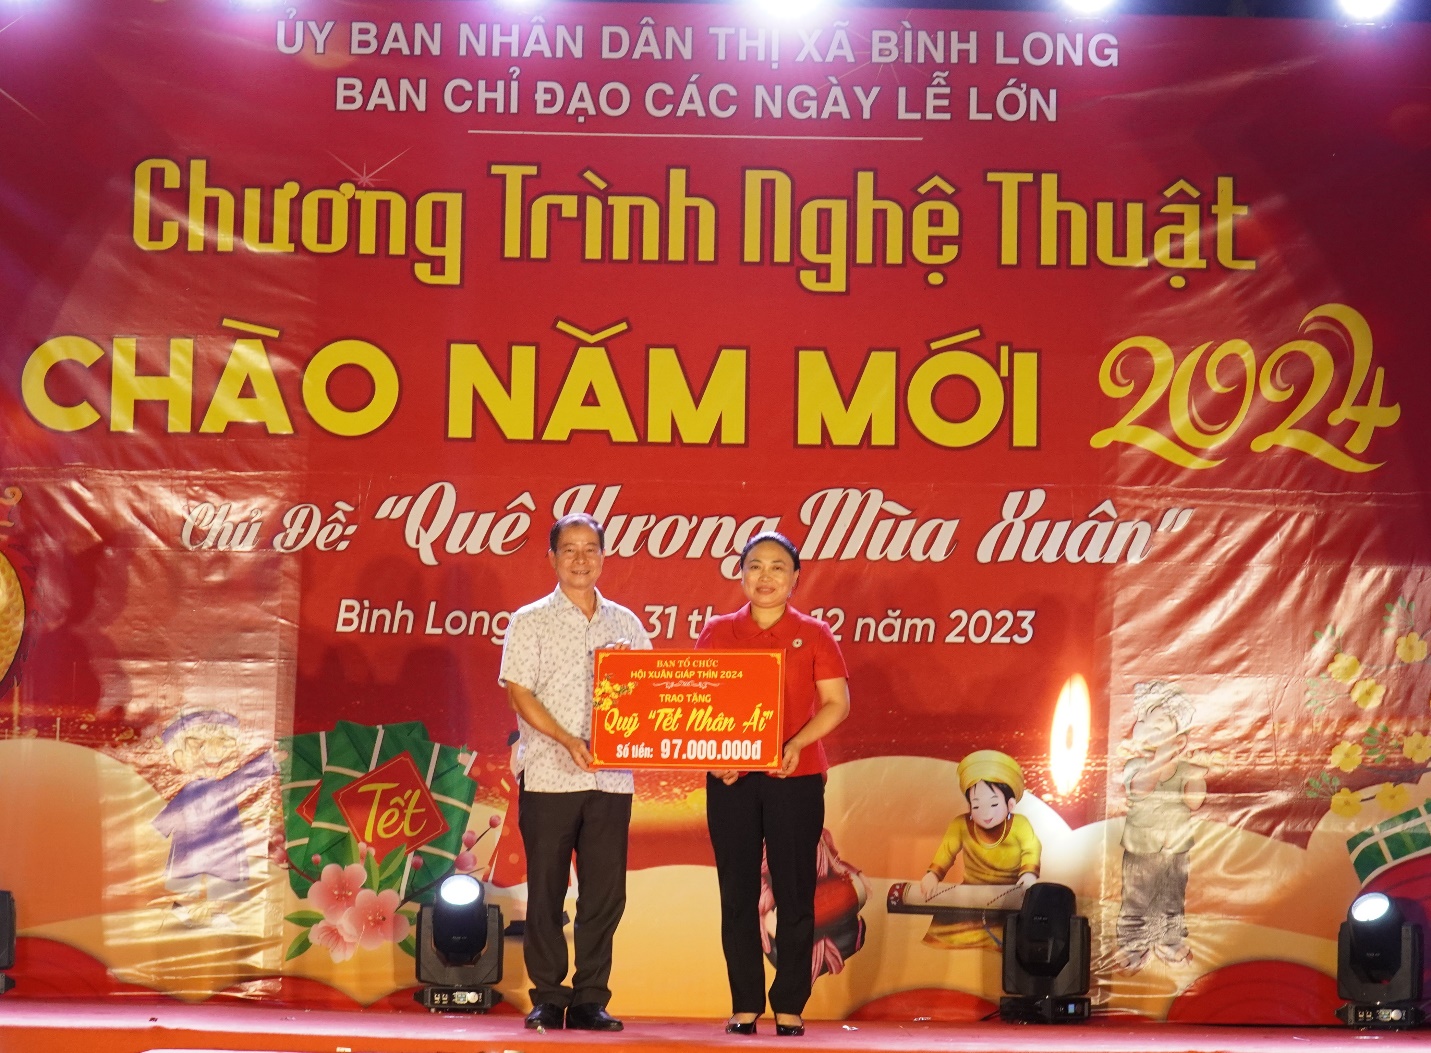 ỦY BAN NHÂN DÂN THỊ XÃ BÌNH LONG
BAN CHỈ ĐẠO CÁC NGÀY LỄ LỚN
Chương Trình Nghệ Thuật
CHÀO NĂM MỚI 2024
Chủ Đề: "Quê Hương Mùa Xuân"
Bình Long 31 12 năm 2023
BAN TỔ CHỨC
HỘI XUÂN GIÁP THÌN 2024
TRAO TẶNG
Quỹ "Tết Nhân Ái"
Số tiền: 97.000.000đ
Tết